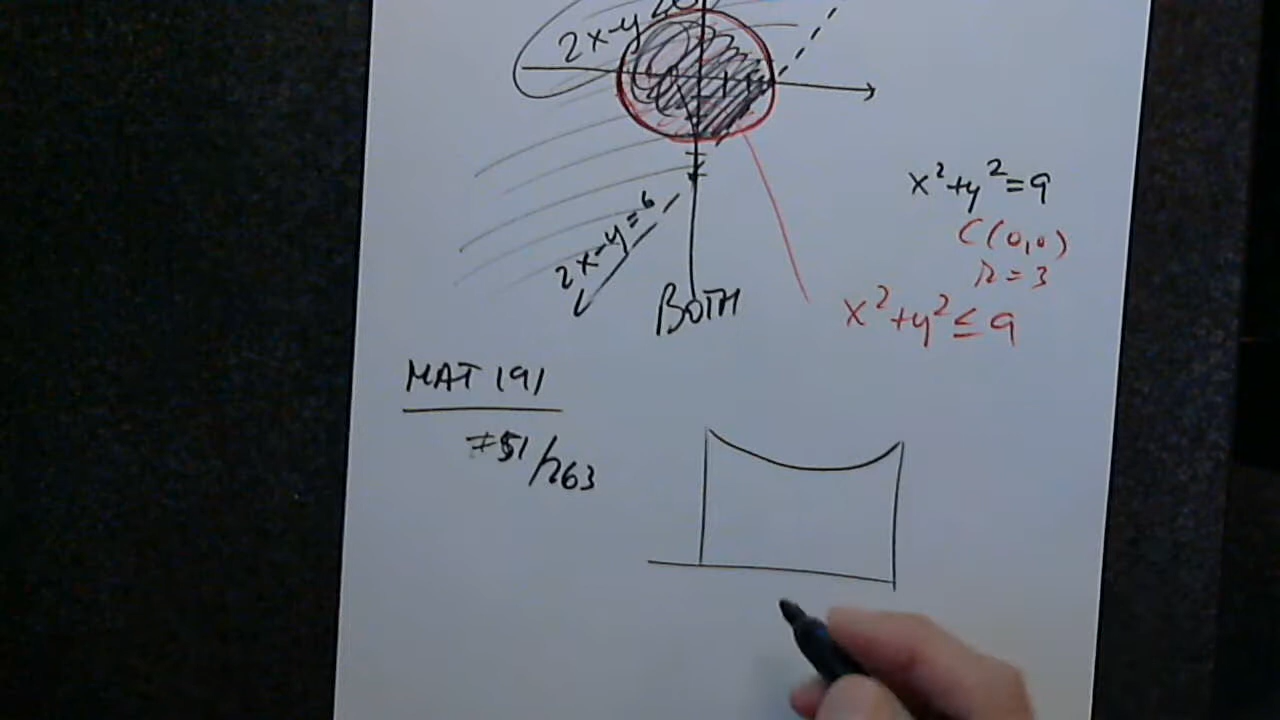 2x-y
x²+y²=9
C(0,0)
r=3
2x-y=6
BOTH
x²+y²≤9
MAT 191
#51/263